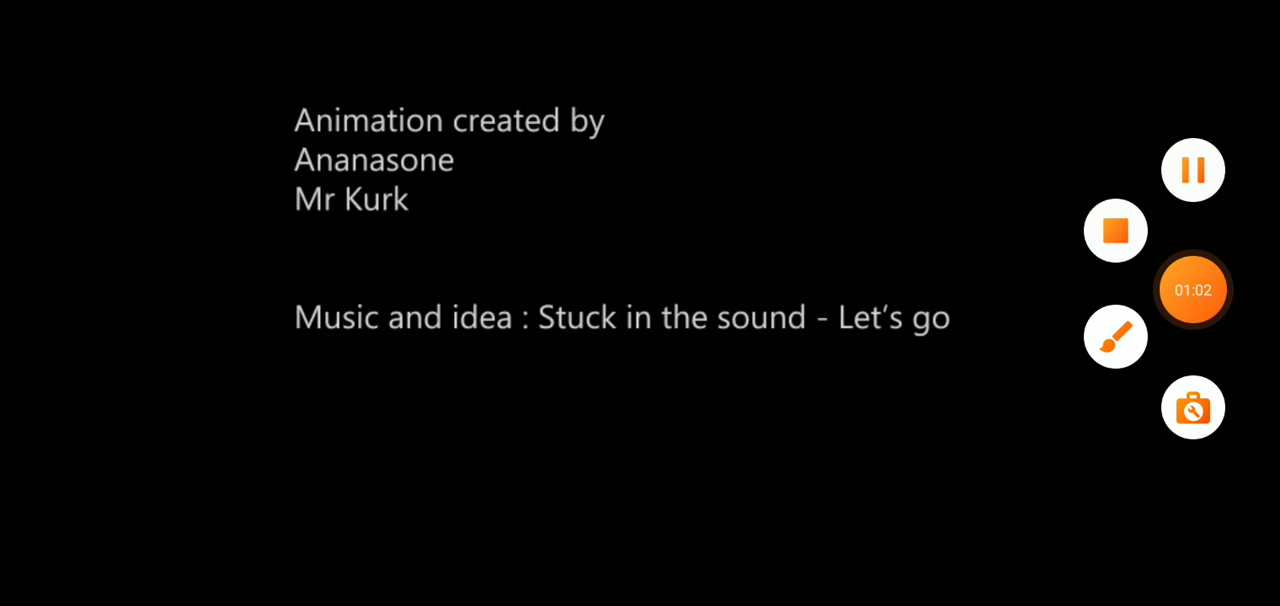 Animation created by
Ananasone
Mr Kurk
Music and idea : Stuck in the sound - Let's go
01:02